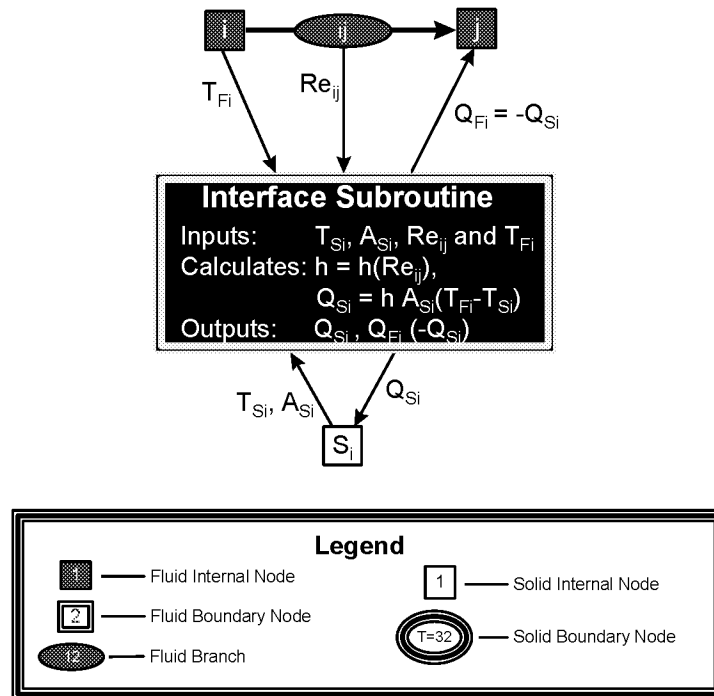 i ij j
T_Fi
Re_ij
Q_Fi = -Q_Si
Interface Subroutine
Inputs: T_Si, A_Si, Re_ij and T_Fi
Calculates: h = h(Re_ij),
Q_Si = h A_Si(T_Fi-T_Si)
Outputs: Q_Si , Q_Fi (-Q_Si)
T_Si, A_Si
Q_Si
S_i
Legend
1 Fluid Internal Node
1 Solid Internal Node
2 Fluid Boundary Node
T=32 Solid Boundary Node
12 Fluid Branch